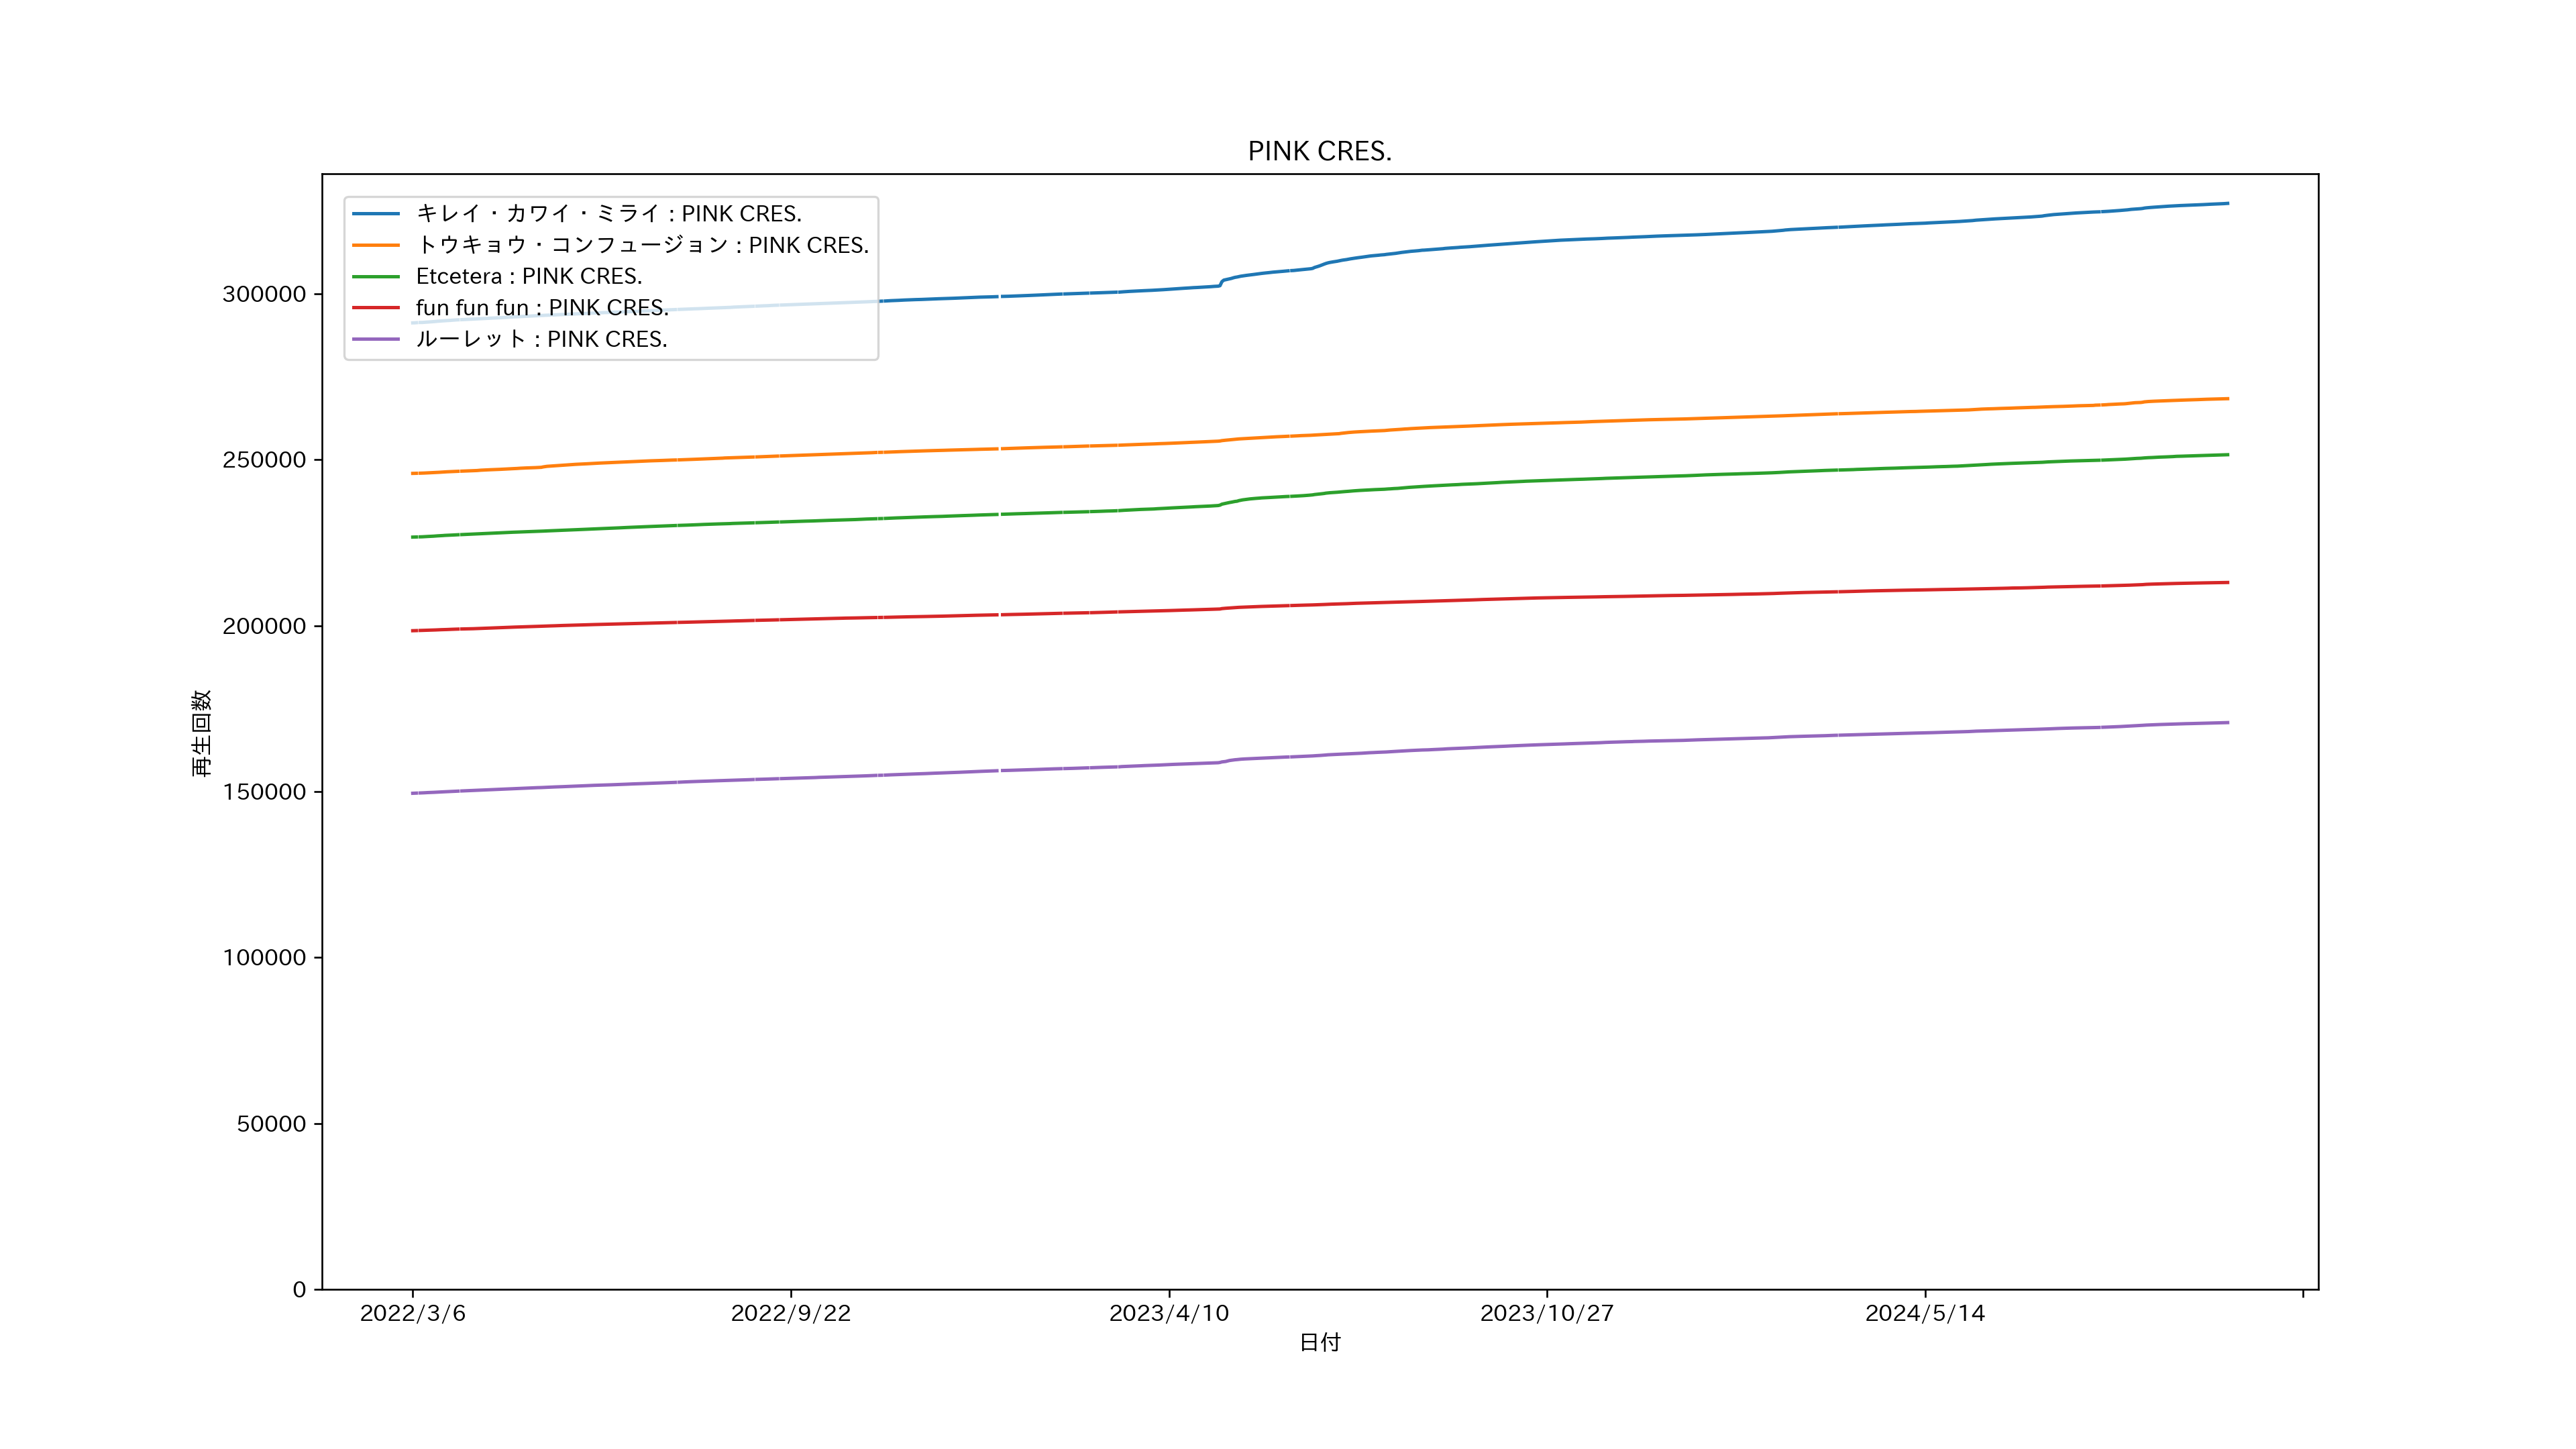 PINK CRES.
キレイ・カワイ・ミライ : PINK CRES.
トウキョウ・コンフュージョン : PINK CRES.
Etcetera : PINK CRES.
fun fun fun : PINK CRES.
ルーレット : PINK CRES.
300000
250000
200000
150000
100000
50000
0
再生回数
2022/3/6
2022/9/22
2023/4/10
2023/10/27
2024/5/14
日付